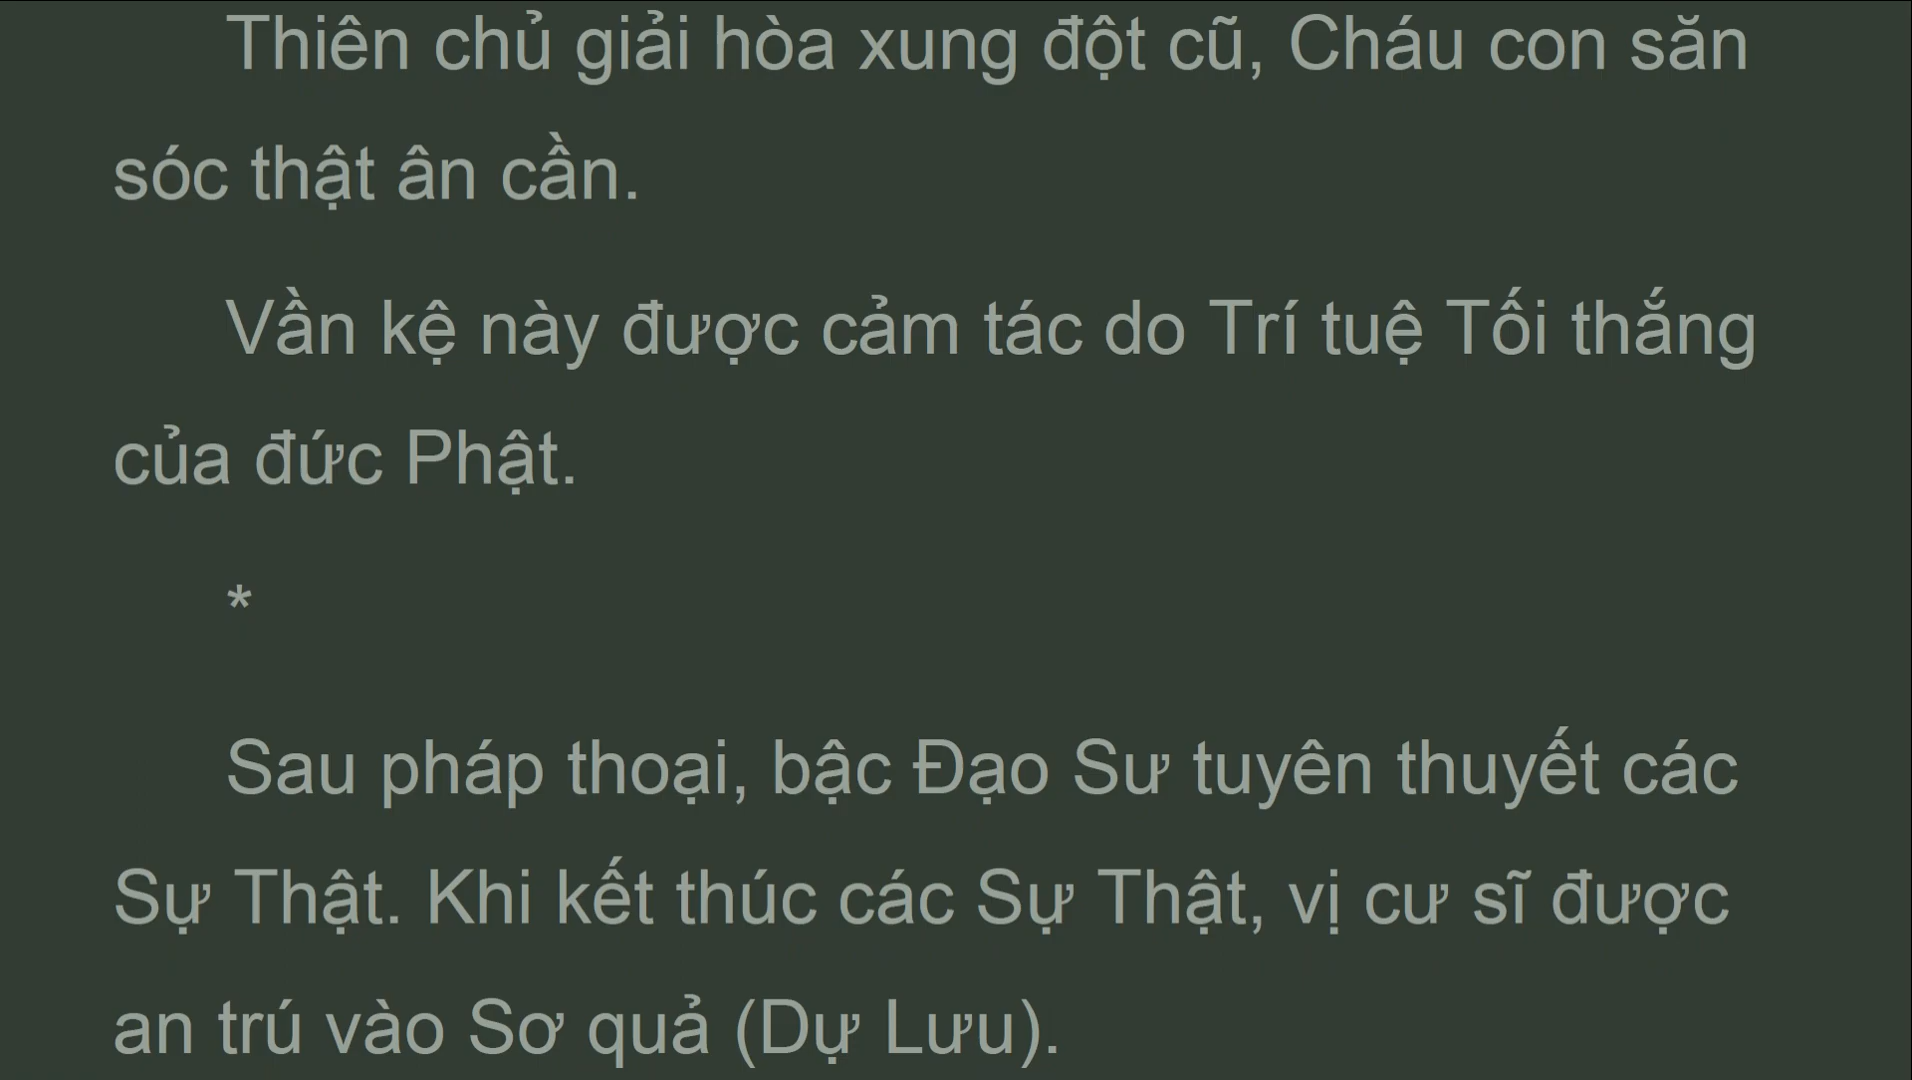 Thiên chủ giải hòa xung đột cũ, Cháu con săn
sóc thật ân cần.
Vần kệ này được cảm tác do Trí tuệ Tối thắng
của đức Phật.
*
Sau pháp thoại, bậc Đạo Sư tuyên thuyết các
Sự Thật. Khi kết thúc các Sự Thật, vị cư sĩ được
an trú vào Sơ quả (Dự Lưu).